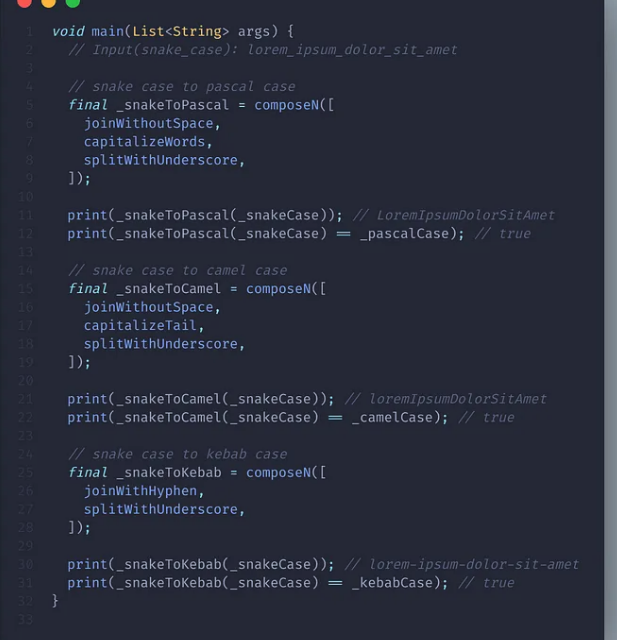 1 void main(List<String> args) {
2 // Input(snake_case): lorem_ipsum_dolor_sit_amet
3
4 // snake case to pascal case
5 final _snakeToPascal = composeN([
6 joinWithoutSpace,
7 capitalizeWords,
8 splitWithUnderscore,
9 ]);
10
11 print(_snakeToPascal(_snakeCase)); // LoremIpsumDolorSitAmet
12 print(_snakeToPascal(_snakeCase) == _pascalCase); // true
13
14 // snake case to camel case
15 final _snakeToCamel = composeN([
16 joinWithoutSpace,
17 capitalizeTail,
18 splitWithUnderscore,
19 ]);
20
21 print(_snakeToCamel(_snakeCase)); // loremIpsumDolorSitAmet
22 print(_snakeToCamel(_snakeCase) == _camelCase); // true
23
24 // snake case to kebab case
25 final _snakeToKebab = composeN([
26 joinWithHyphen,
27 splitWithUnderscore,
28 ]);
29
30 print(_snakeToKebab(_snakeCase)); // lorem-ipsum-dolor-sit-amet
31 print(_snakeToKebab(_snakeCase) == _kebabCase); // true
32 }
33